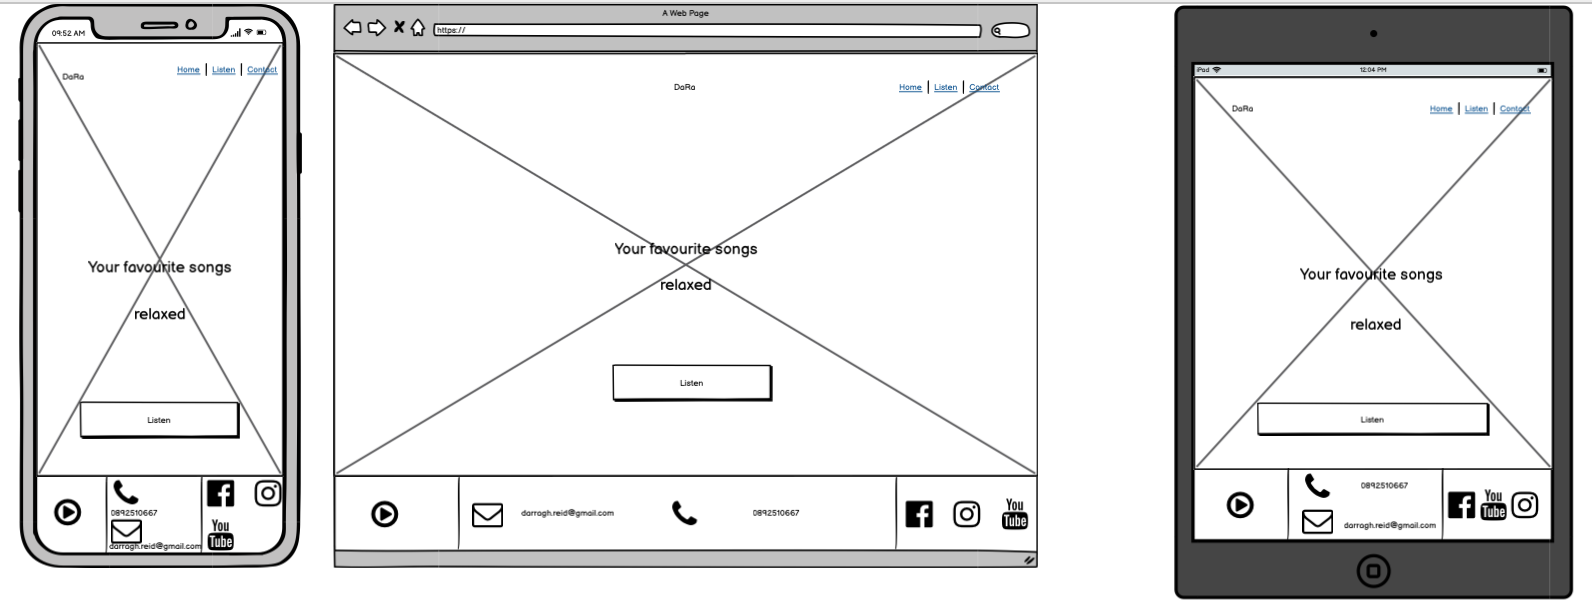 09:52 AM
DaRa
Home | Listen | Contact
Your favourite songs
relaxed
Listen
0892510667
darragh.reid@gmail.com
You
Tube
A Web Page
https://
DaRa
Home | Listen | Contact
Your favourite songs
relaxed
Listen
darragh.reid@gmail.com
0892510667
You
Tube
iPad
12:04 PM
DaRa
Home | Listen | Contact
Your favourite songs
relaxed
Listen
0892510667
darragh.reid@gmail.com
You
Tube